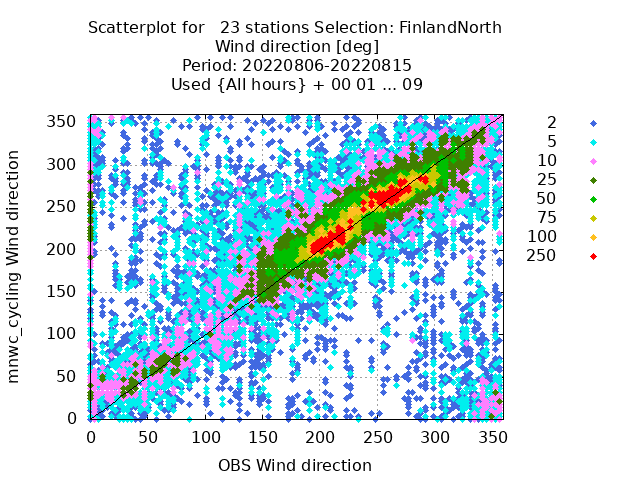 Scatterplot for 23 stations Selection: FinlandNorth
Wind direction [deg]
Period: 20220806-20220815
Used {All hours} + 00 01 ... 09
mnwc_cycling Wind direction
350
300
250
200
150
100
50
0
0 50 100 150 200 250 300 350
OBS Wind direction
2
5
10
25
50
75
100
250